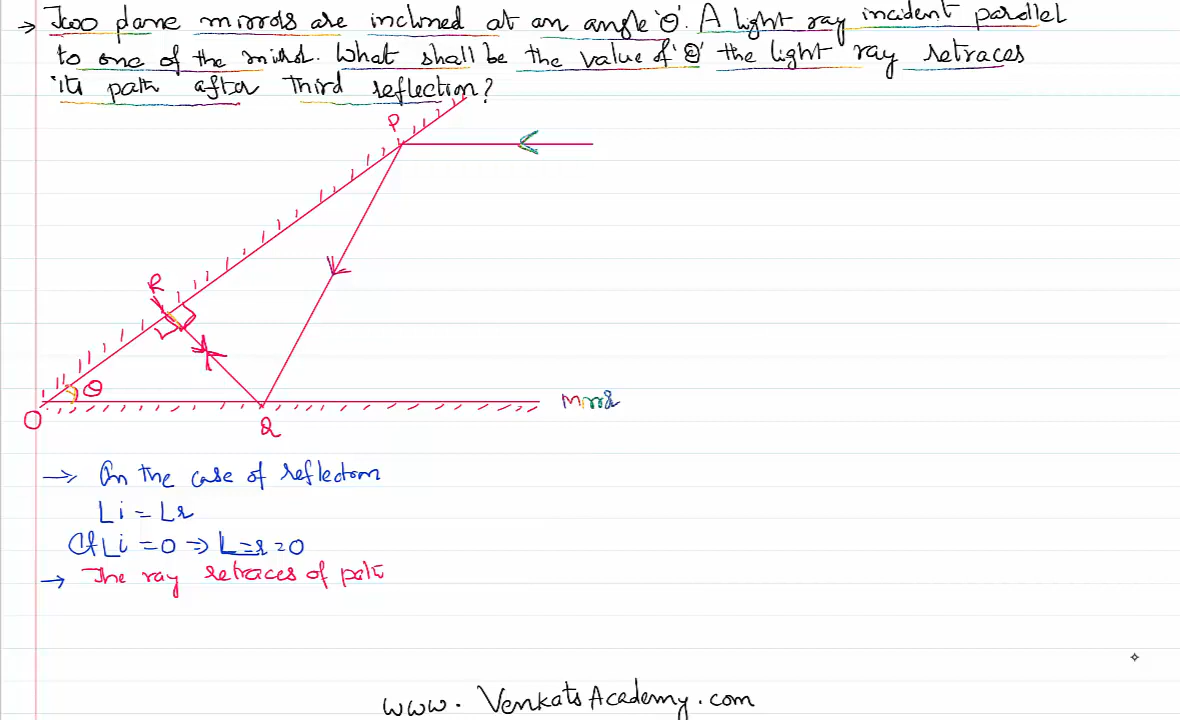 → Two plane mirrors are inclined at an angle 'θ'. A light ray incident parallel
to one of the mirror. What shall be the value of 'θ' the light ray retraces
its path after third reflection?
P
R
θ
O
Q
Mirror
→ In the case of reflection
∠i = ∠r
If ∠i = 0 ⇒ ∠=r=0
→ The ray retraces of path
www. VenkatsAcademy.com